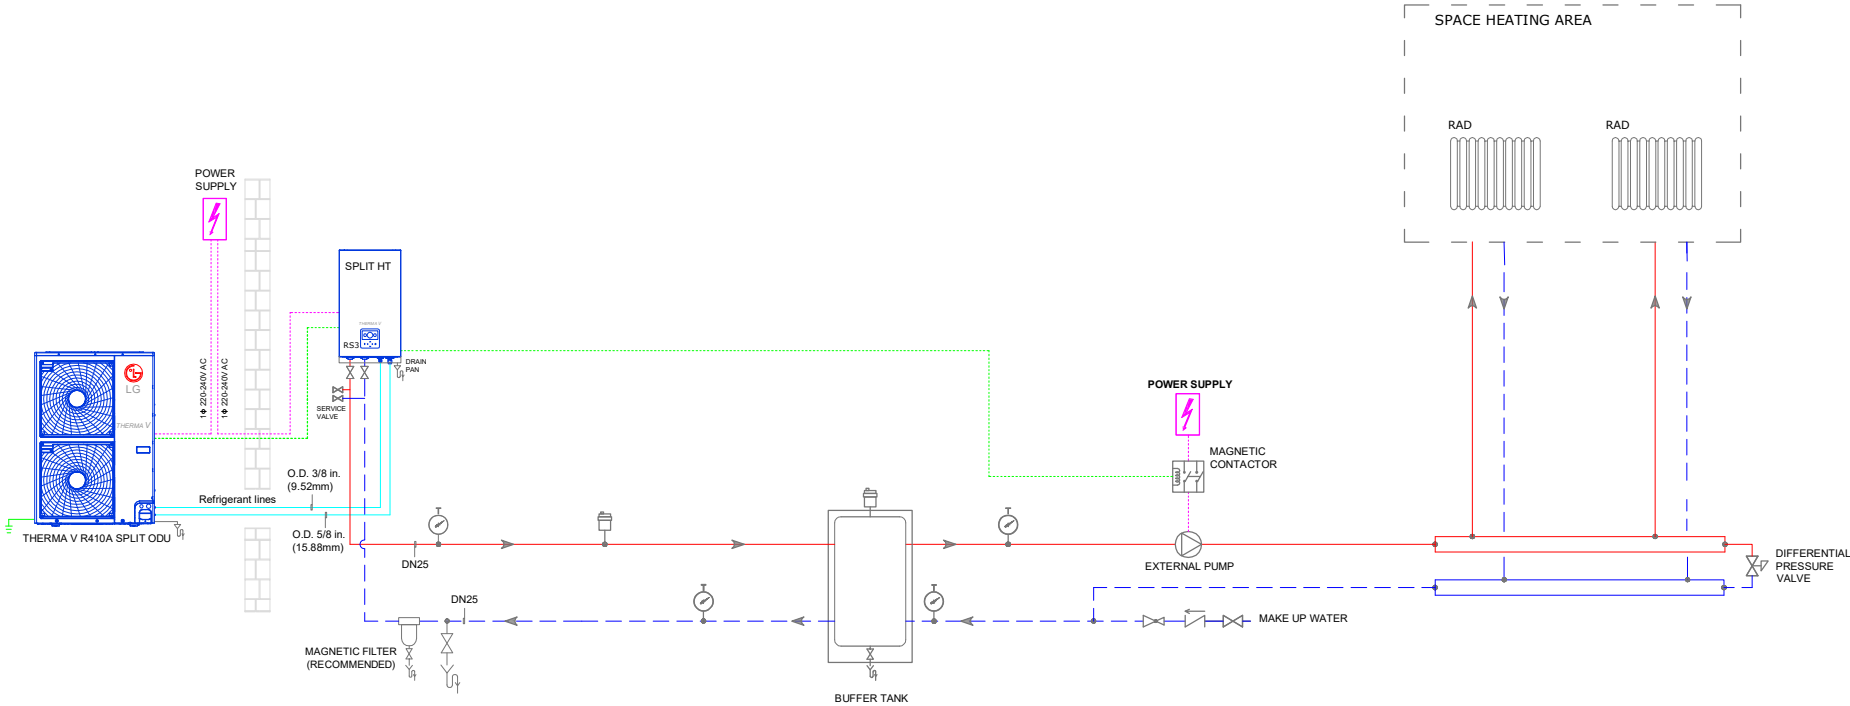 SPACE HEATING AREA
RAD
RAD
POWER
SUPPLY
SPLIT HT
THERMA V
RS3
DRAIN
PAN
SERVICE
VALVE
1Φ 220-240V AC
1Φ 220-240V AC
LG
LG
THERMA V
POWER SUPPLY
MAGNETIC
CONTACTOR
O.D. 3/8 in.
(9.52mm)
Refrigerant lines
O.D. 5/8 in.
(15.88mm)
THERMA V R410A SPLIT ODU
DN25
EXTERNAL PUMP
DIFFERENTIAL
PRESSURE
VALVE
DN25
MAKE UP WATER
MAGNETIC FILTER
(RECOMMENDED)
BUFFER TANK